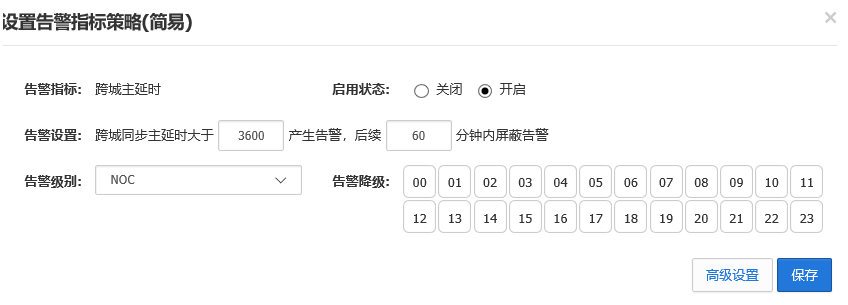 设置告警指标策略(简易)
×
告警指标: 跨城主延时 启用状态: 关闭 开启
告警设置: 跨城同步主延时大于 3600 产生告警，后续 60 分钟内屏蔽告警
告警级别: NOC 告警降级: 00 01 02 03 04 05 06 07 08 09 10 11
12 13 14 15 16 17 18 19 20 21 22 23
高级设置 保存